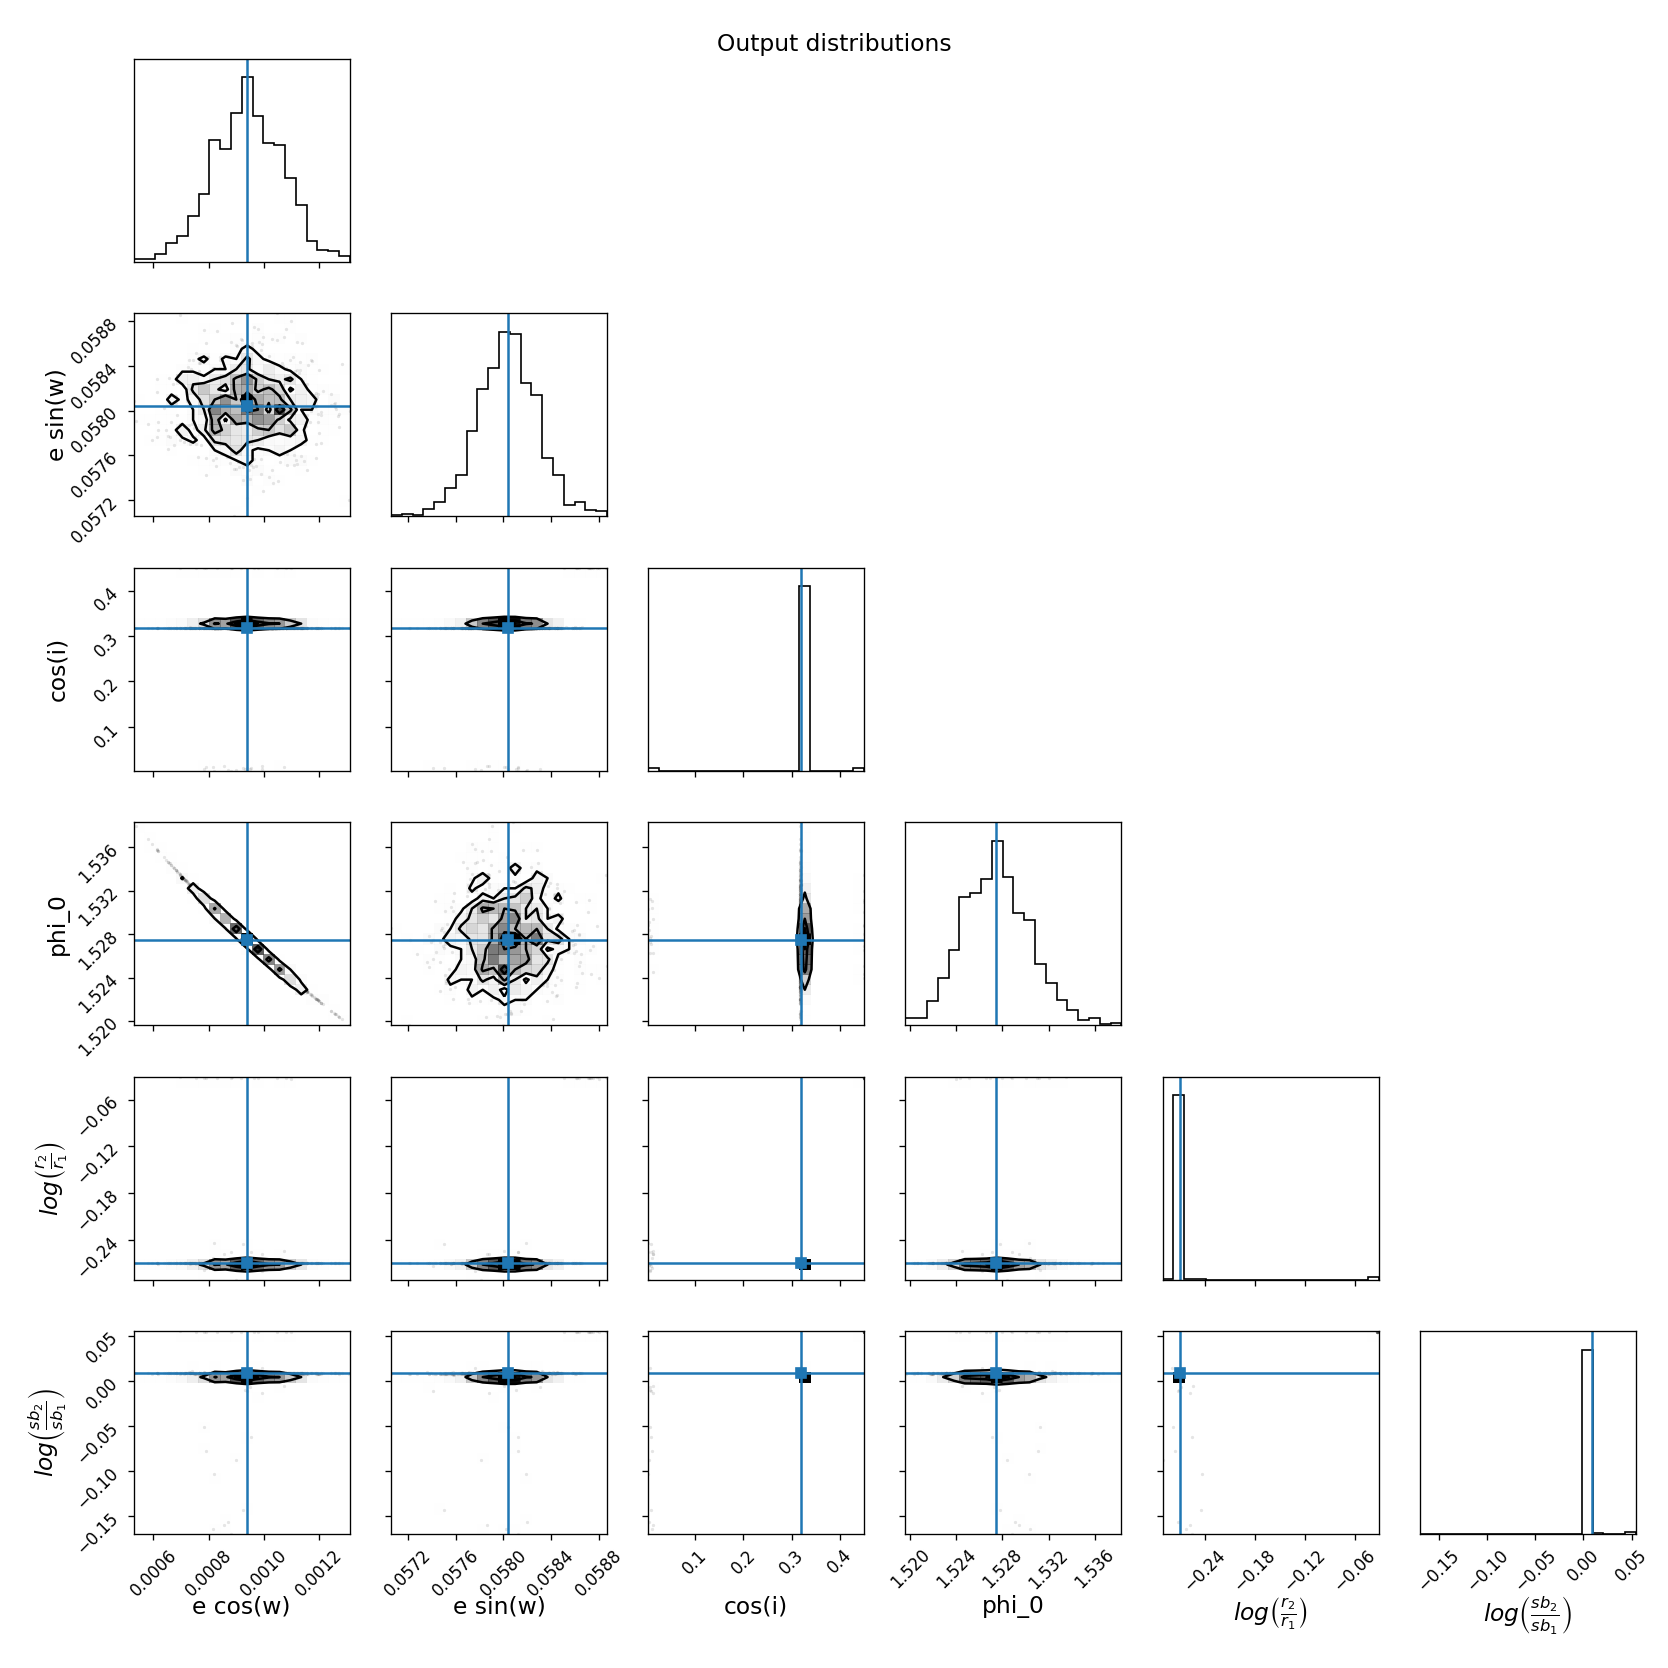 Output distributions
0.0588
0.0584
0.0580
0.0576
0.0572
e sin(w)
0.4
0.3
0.2
0.1
cos(i)
1.536
1.532
1.528
1.524
1.520
phi_0
−0.06
−0.12
−0.18
−0.24
log(r₂/r₁)
0.05
0.00
−0.05
−0.10
−0.15
log(sb₂/sb₁)
0.0006 0.0008 0.0010 0.0012
e cos(w)
0.0572 0.0576 0.0580 0.0584 0.0588
e sin(w)
0.1 0.2 0.3 0.4
cos(i)
1.520 1.524 1.528 1.532 1.536
phi_0
−0.24 −0.18 −0.12 −0.06
log(r₂/r₁)
−0.15 −0.10 −0.05 0.00 0.05
log(sb₂/sb₁)